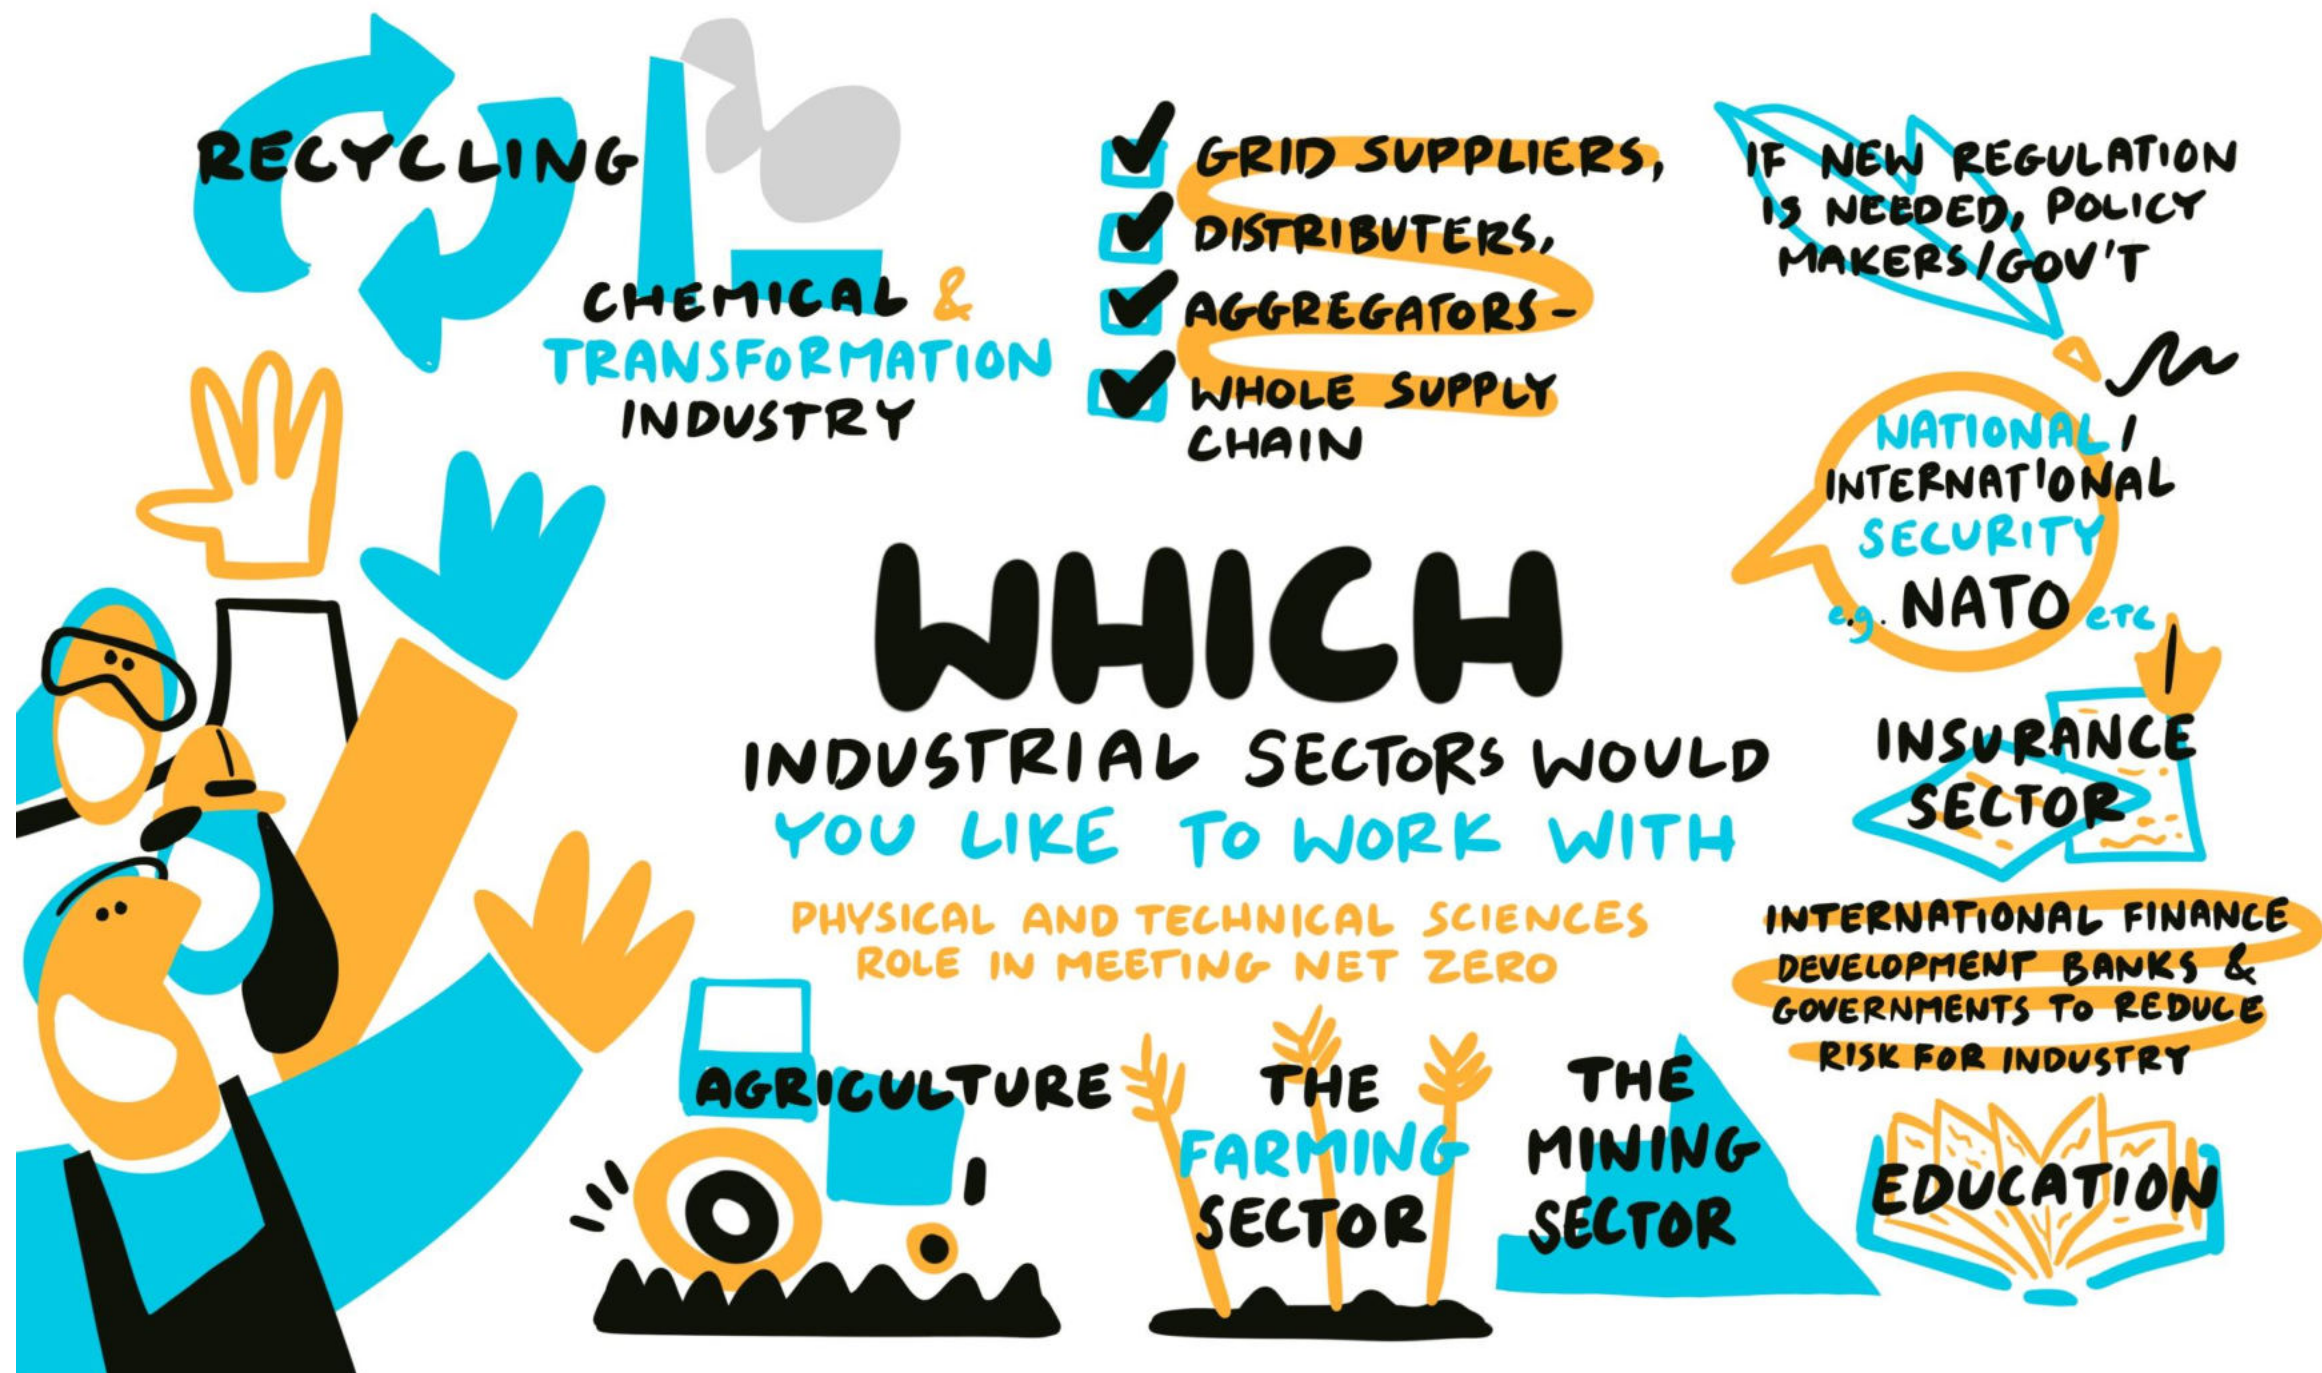 RECYCLING
CHEMICAL &
TRANSFORMATION
INDUSTRY
GRID SUPPLIERS,
DISTRIBUTERS,
AGGREGATORS-
WHOLE SUPPLY
CHAIN
IF NEW REGULATION
IS NEEDED, POLICY
MAKERS/GOV'T
NATIONAL/
INTERNATIONAL
SECURITY
e.g. NATO etc
WHICH
INDUSTRIAL SECTORS WOULD
YOU LIKE TO WORK WITH
PHYSICAL AND TECHNICAL SCIENCES
ROLE IN MEETING NET ZERO
INSURANCE
SECTOR
INTERNATIONAL FINANCE
DEVELOPMENT BANKS &
GOVERNMENTS TO REDUCE
RISK FOR INDUSTRY
AGRICULTURE
THE
FARMING
SECTOR
THE
MINING
SECTOR
EDUCATION